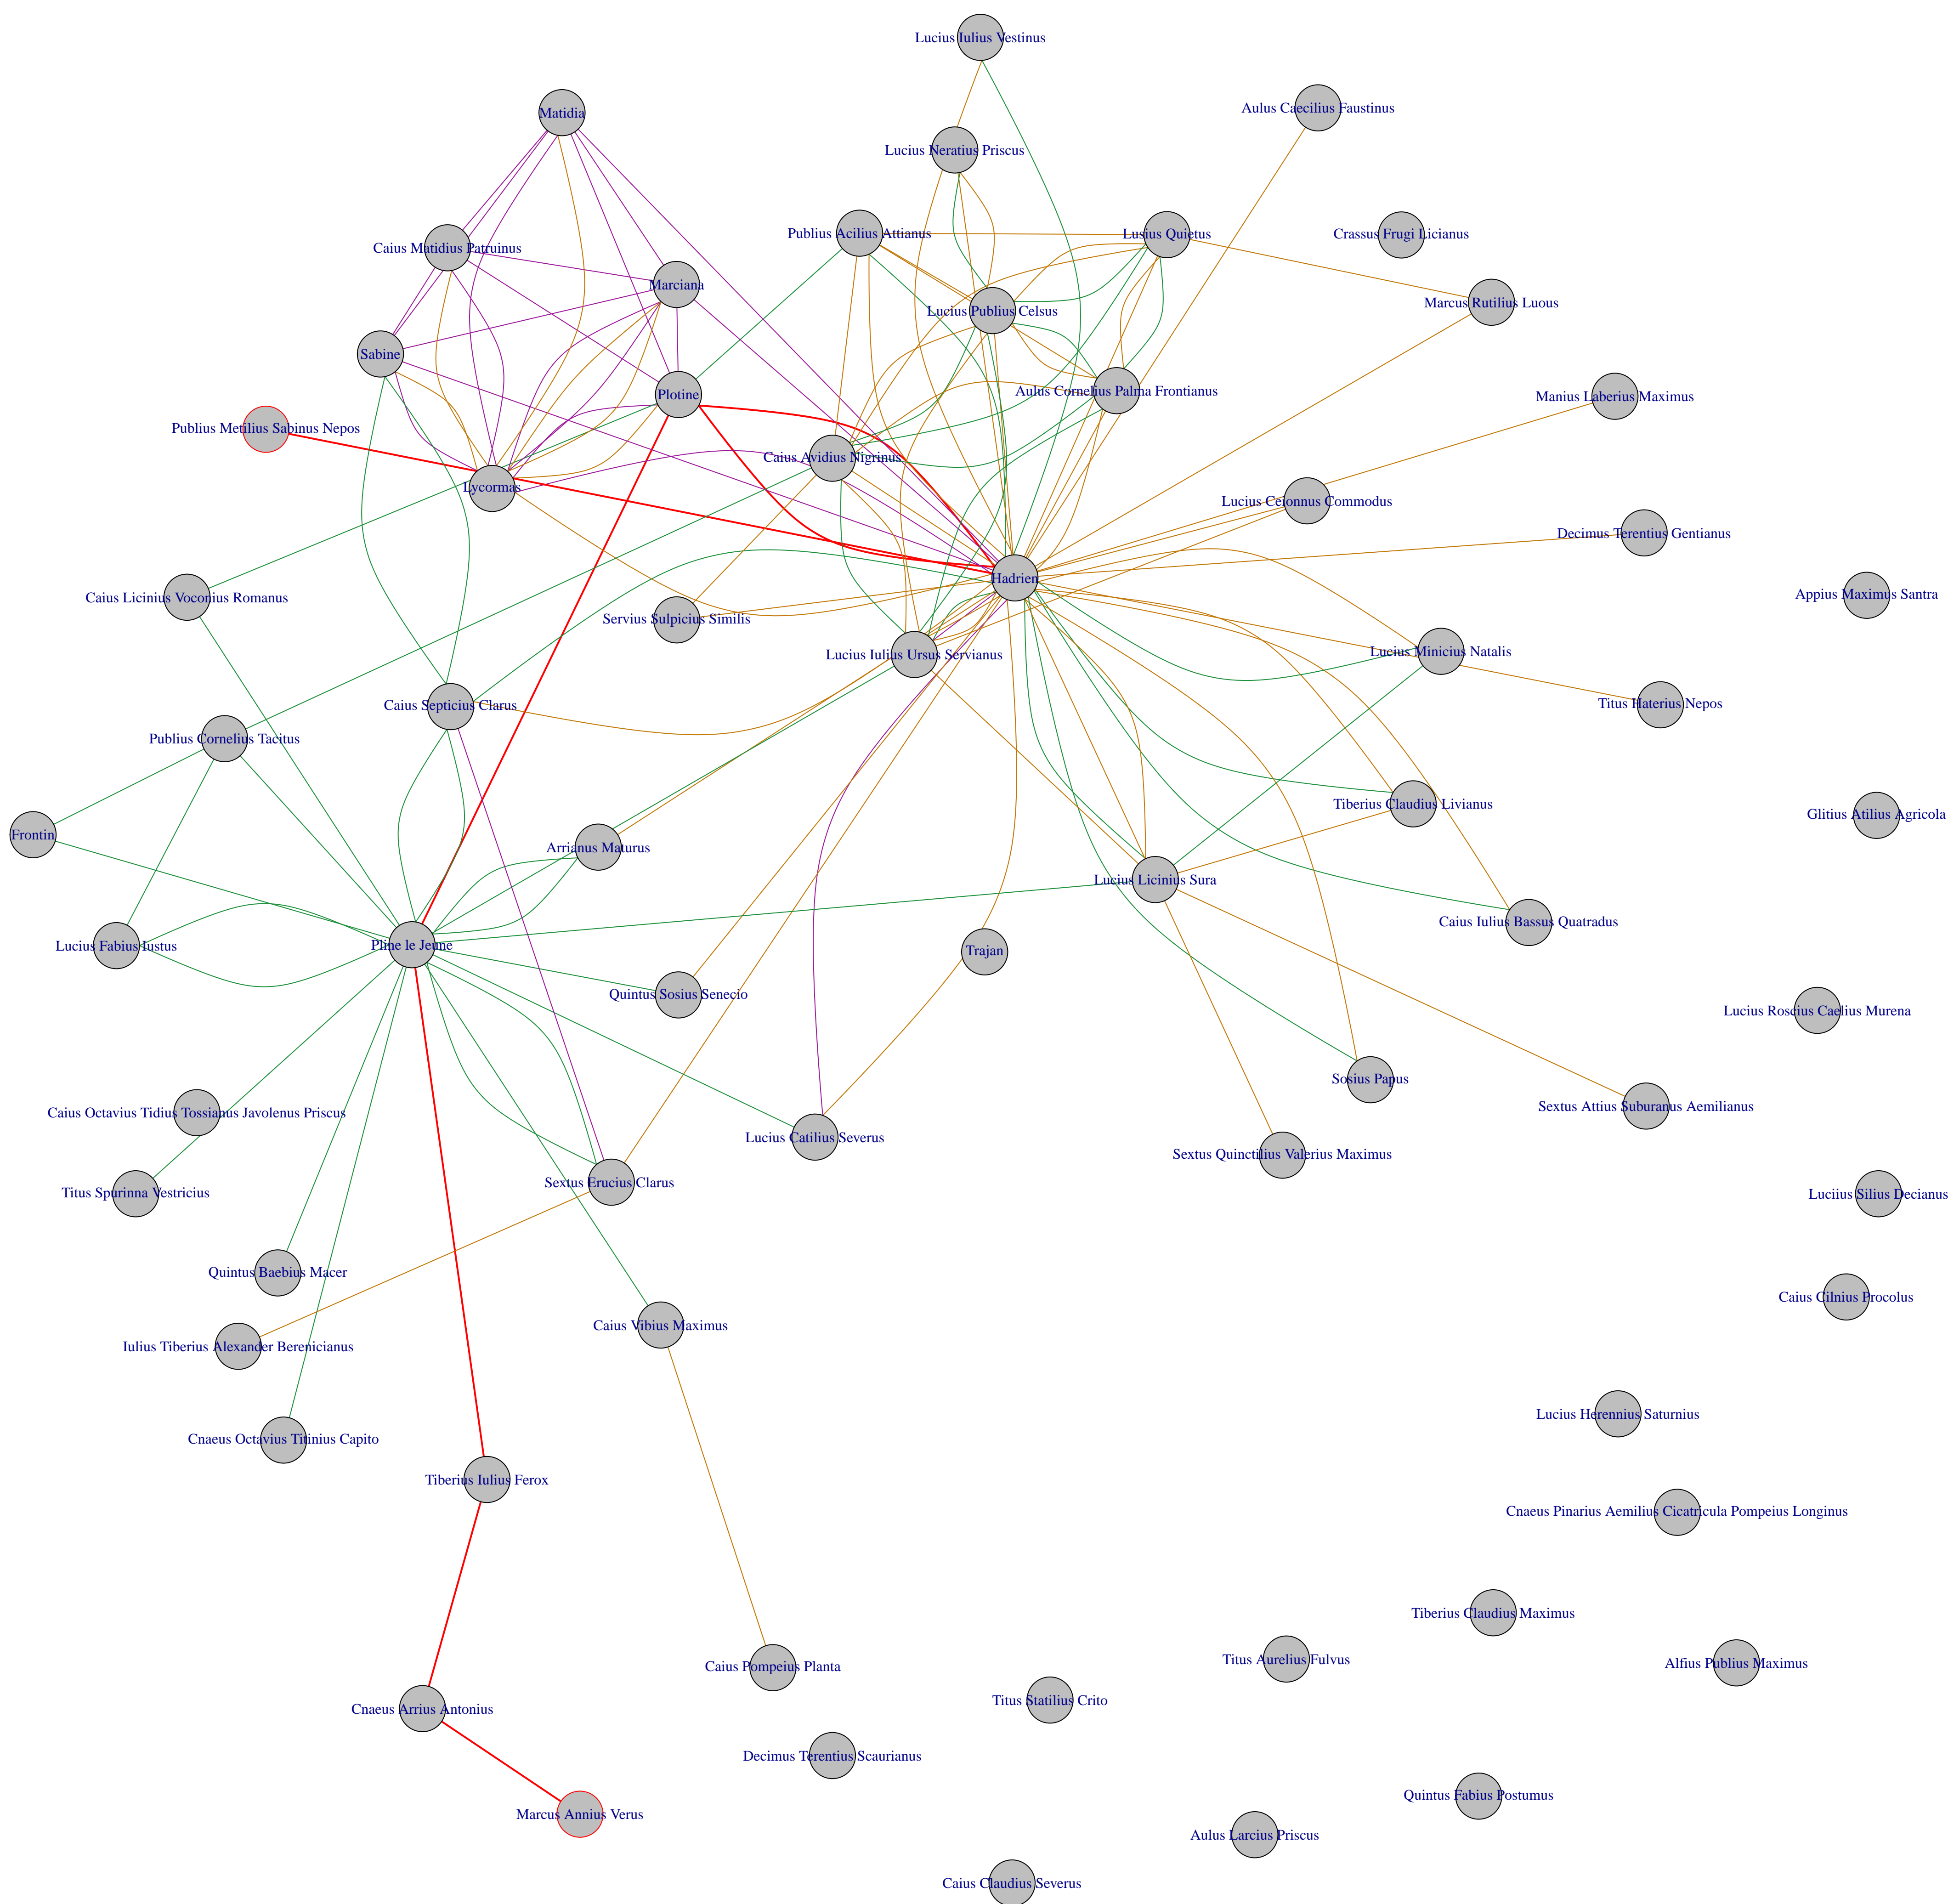 Lucius Iulius Vestinus
Aulus Caecilius Faustinus
Matidia
Lucius Neratius Priscus
Publius Acilius Attianus
Lusius Quietus
Crassus Frugi Licianus
Caius Matidius Patruinus
Marciana
Marcus Rutilius Luous
Lucius Publius Celsus
Sabine
Plotine
Aulus Cornelius Palma Frontianus
Manius Laberius Maximus
Publius Metilius Sabinus Nepos
Caius Avidius Nigrinus
Lycormas
Lucius Ceionnus Commodus
Decimus Terentius Gentianus
Hadrien
Caius Licinius Voconius Romanus
Appius Maximus Santra
Servius Sulpicius Similis
Lucius Iulius Ursus Servianus
Lucius Minicius Natalis
Caius Septicius Clarus
Titus Haterius Nepos
Publius Cornelius Tacitus
Tiberius Claudius Livianus
Glitius Atilius Agricola
Frontin
Arrianus Maturus
Lucius Licinius Sura
Caius Iulius Bassus Quatradus
Lucius Fabius Iustus
Pline le Jeune
Trajan
Quintus Sosius Senecio
Lucius Roscius Caelius Murena
Sosius Papus
Sextus Attius Suburanus Aemilianus
Caius Octavius Tidius Tossianus Javolenus Priscus
Lucius Catilius Severus
Sextus Quinctilius Valerius Maximus
Sextus Erucius Clarus
Titus Spurinna Vestricius
Luciius Silius Decianus
Quintus Baebius Macer
Caius Cilnius Procolus
Caius Vibius Maximus
Iulius Tiberius Alexander Berenicianus
Lucius Herennius Saturnius
Cnaeus Octavius Titinius Capito
Tiberius Iulius Ferox
Cnaeus Pinarius Aemilius Cicatricula Pompeius Longinus
Tiberius Claudius Maximus
Titus Aurelius Fulvus
Alfius Publius Maximus
Caius Pompeius Planta
Titus Statilius Crito
Cnaeus Arrius Antonius
Decimus Terentius Scaurianus
Quintus Fabius Postumus
Marcus Annius Verus
Aulus Larcius Priscus
Caius Claudius Severus